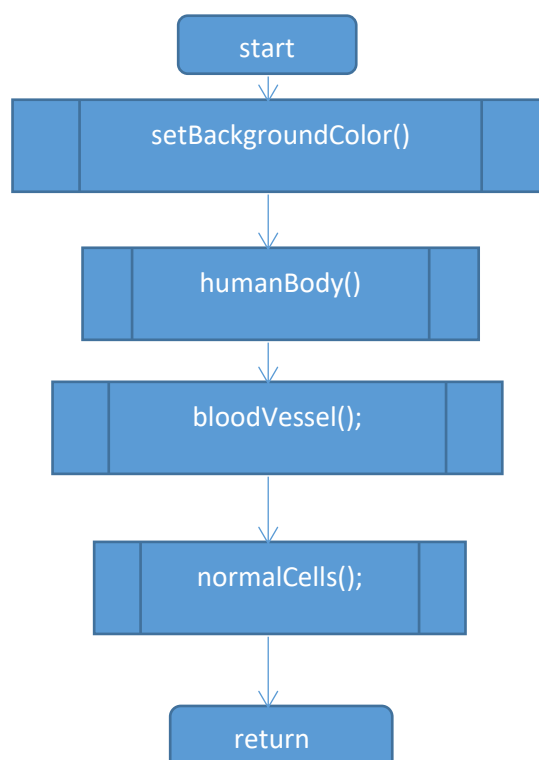 start
setBackgroundColor()
humanBody()
bloodVessel();
normalCells();
return